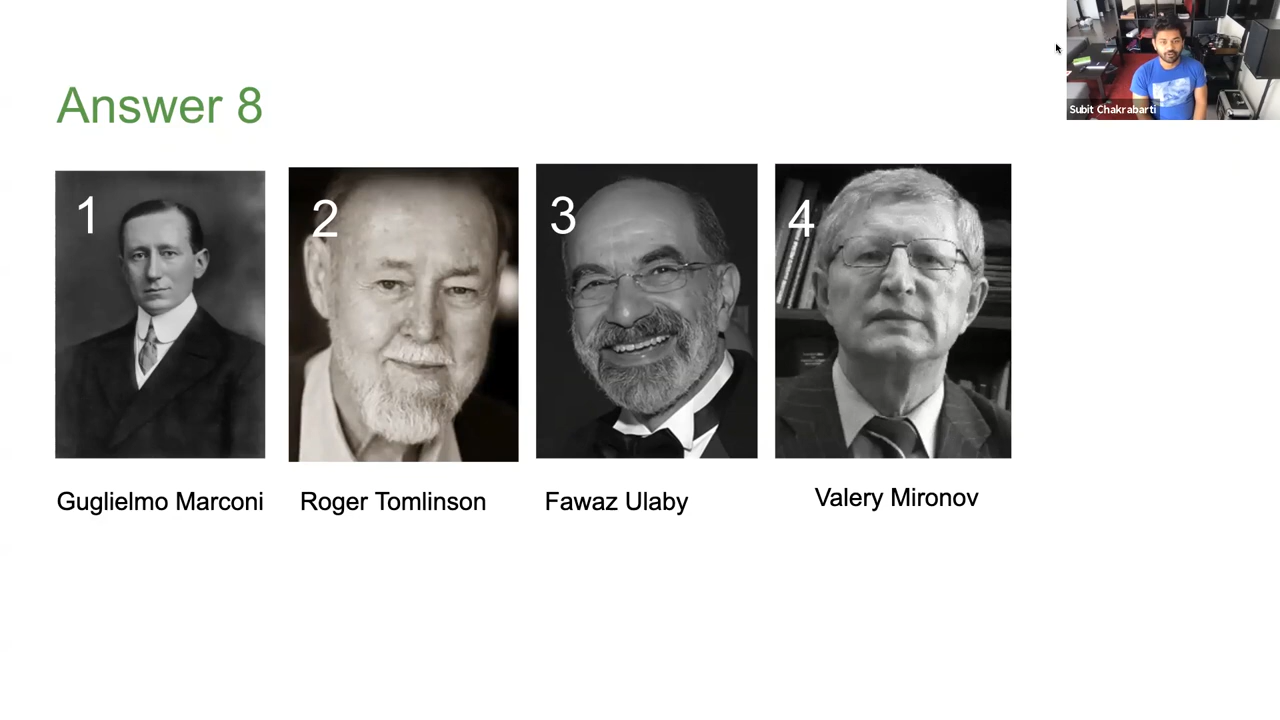 Subit Chakrabarti
Answer 8
1
2
3
4
Guglielmo Marconi
Roger Tomlinson
Fawaz Ulaby
Valery Mironov